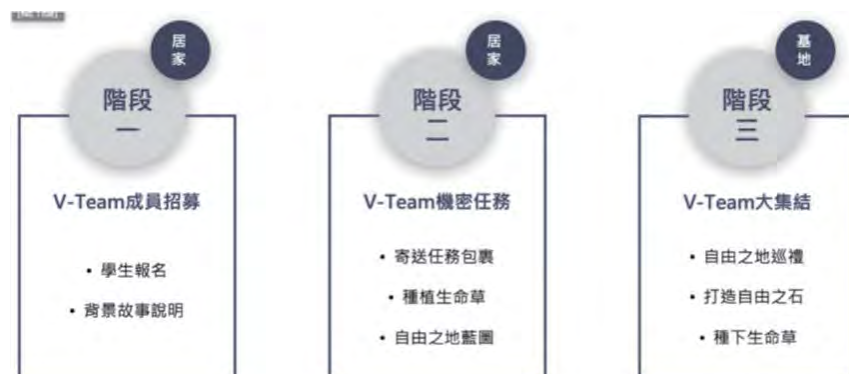 居家
階段
一
V-Team成員招募
• 學生報名
• 背景故事說明
居家
階段
二
V-Team機密任務
• 寄送任務包裹
• 種植生命草
• 自由之地藍圖
基地
階段
三
V-Team大集結
• 自由之地巡禮
• 打造自由之石
• 種下生命草